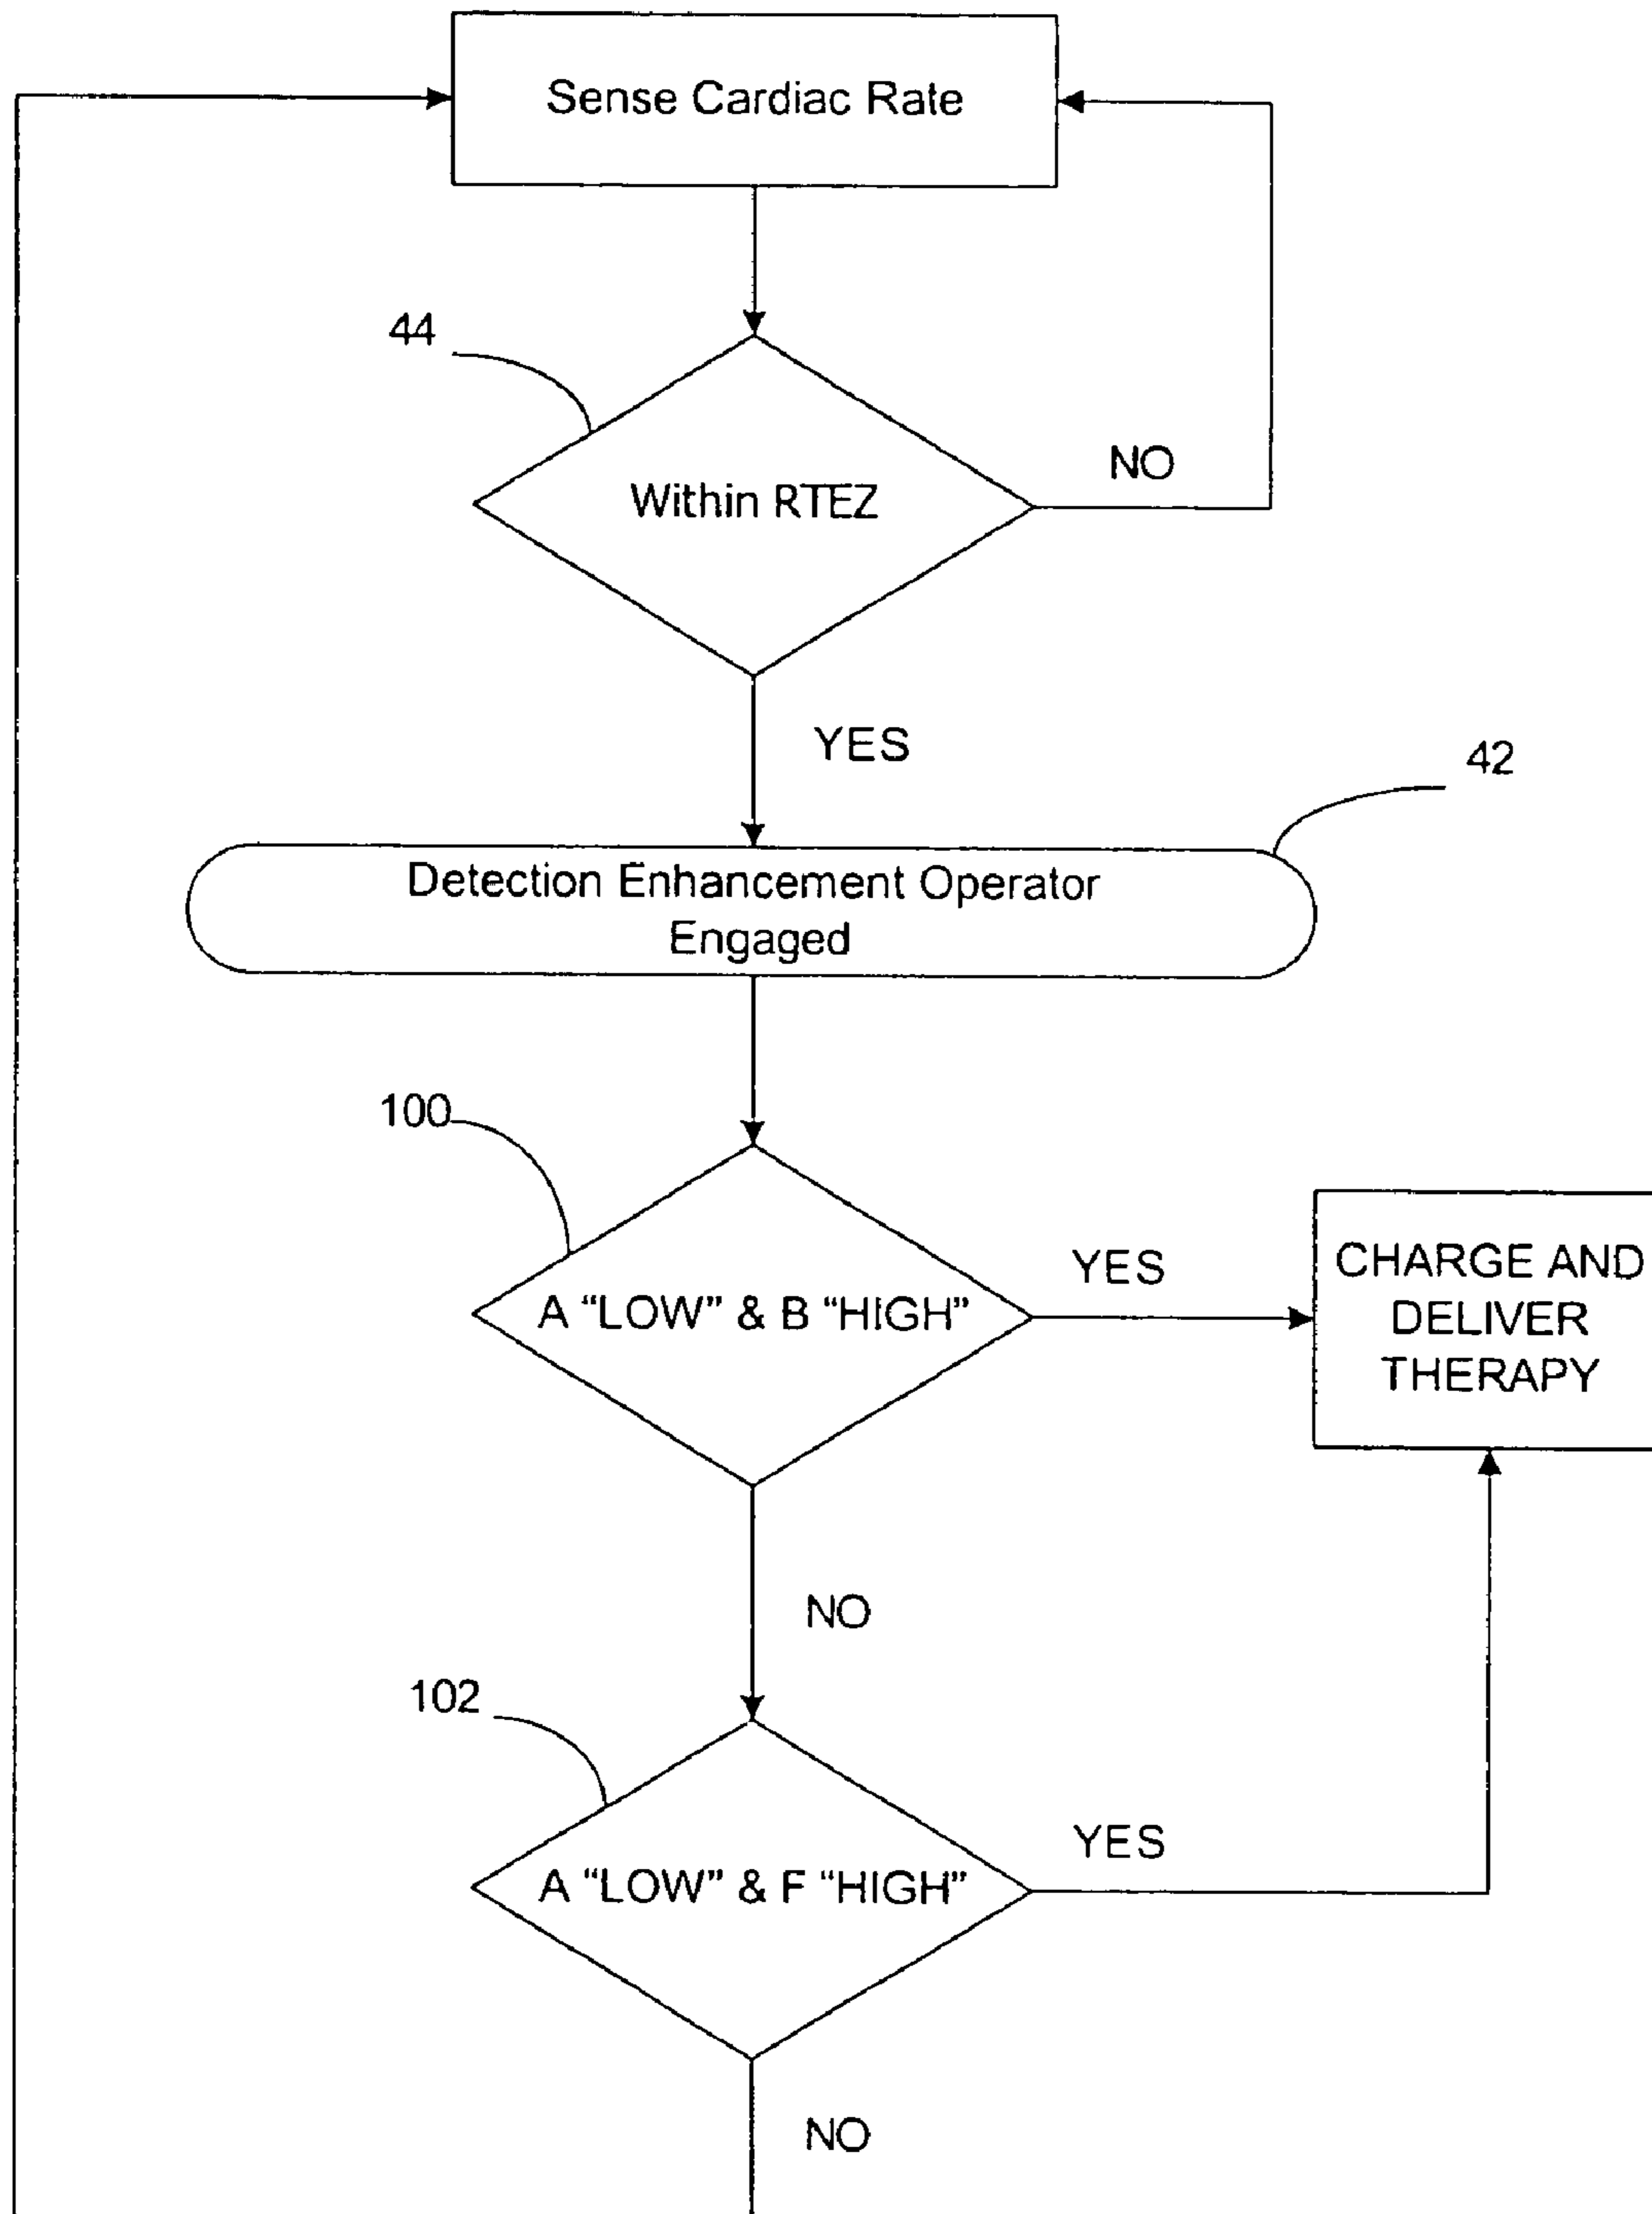 Sense Cardiac Rate
44
Within RTEZ
NO
YES
42
Detection Enhancement Operator
Engaged
100
A “LOW” & B “HIGH”
YES
CHARGE AND
DELIVER
THERAPY
NO
102
A “LOW” & F “HIGH”
YES
NO